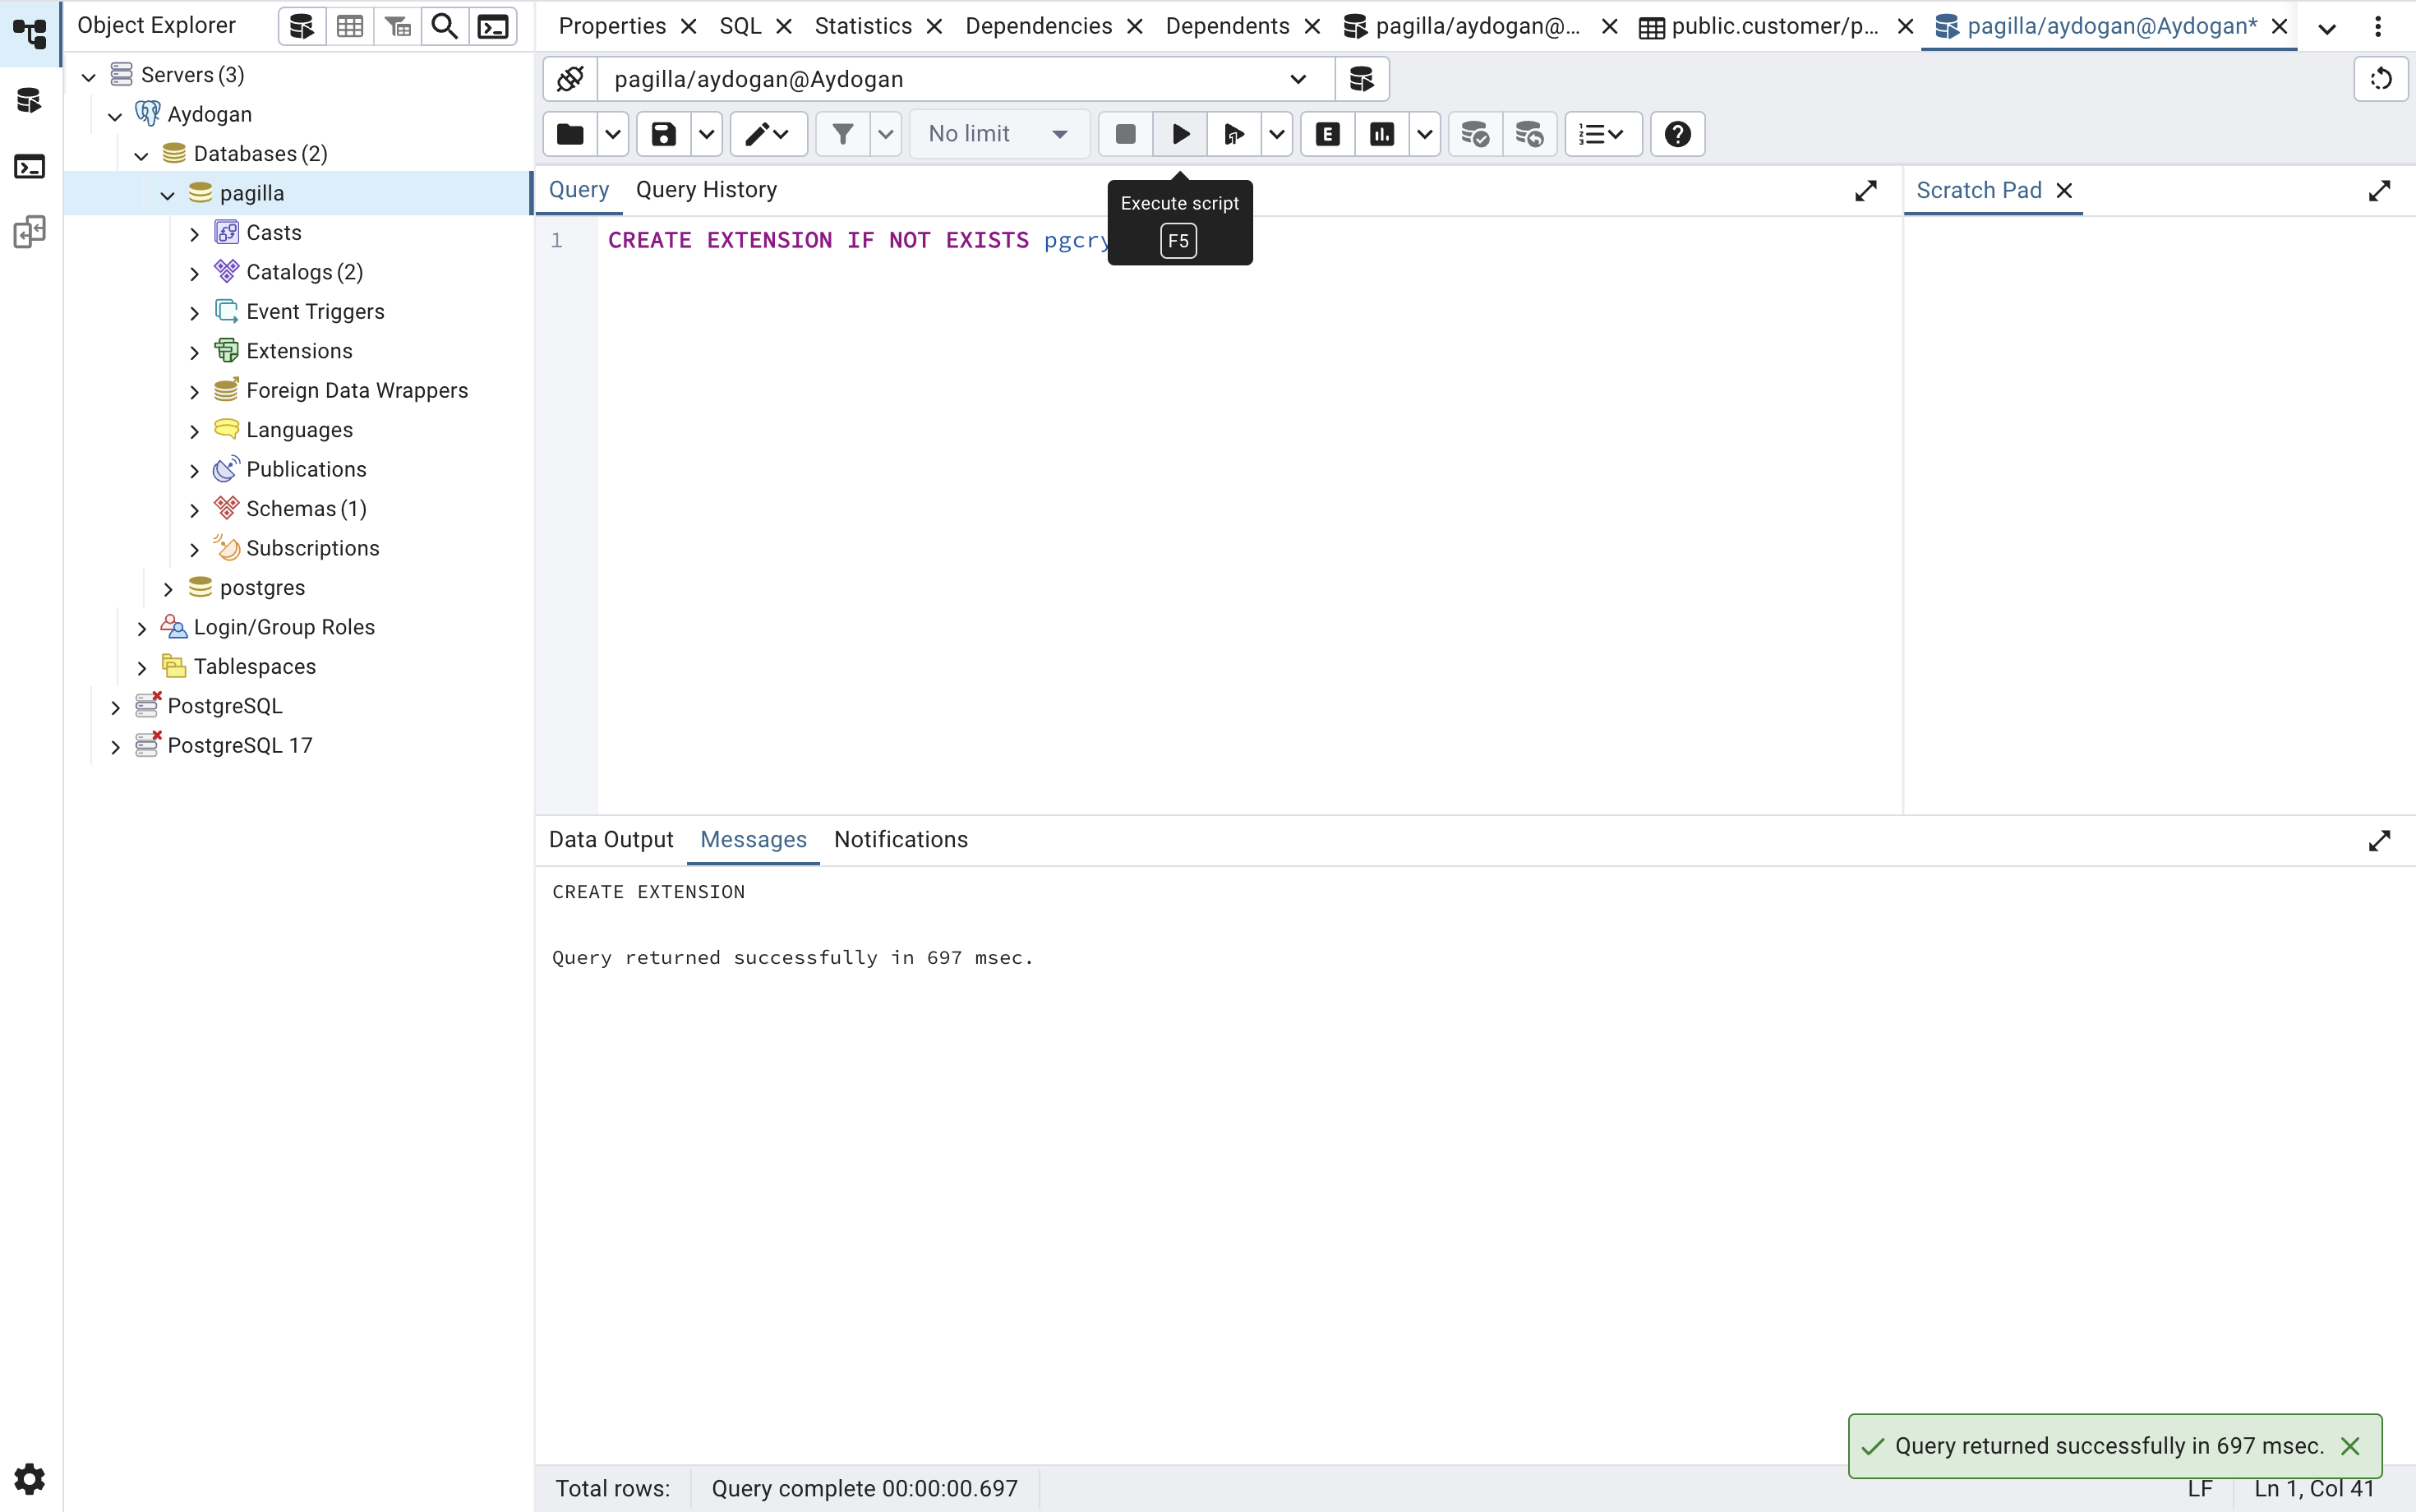 Object Explorer
Properties SQL Statistics Dependencies Dependents pagilla/aydogan@... public.customer/p... pagilla/aydogan@Aydogan*
pagilla/aydogan@Aydogan
No limit
E
Servers (3)
Aydogan
Databases (2)
pagilla
Casts
Catalogs (2)
Event Triggers
Extensions
Foreign Data Wrappers
Languages
Publications
Schemas (1)
Subscriptions
postgres
Login/Group Roles
Tablespaces
PostgreSQL
PostgreSQL 17
Query Query History
Scratch Pad
Execute script
F5
1 CREATE EXTENSION IF NOT EXISTS pgcry
Data Output Messages Notifications
CREATE EXTENSION
Query returned successfully in 697 msec.
Query returned successfully in 697 msec.
Total rows: Query complete 00:00:00.697 LF Ln 1, Col 41